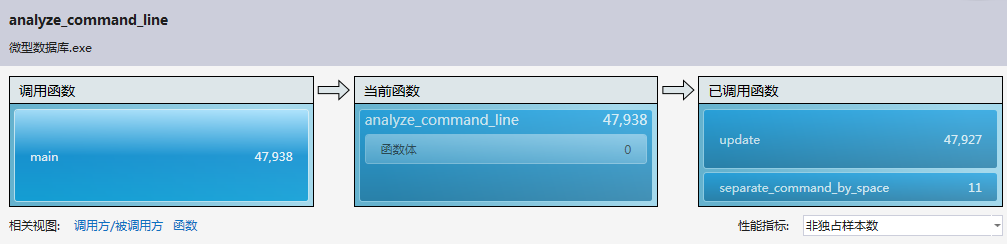 analyze_command_line
微型数据库.exe
调用函数
main 47,938
当前函数
analyze_command_line 47,938
函数体 0
已调用函数
update 47,927
separate_command_by_space 11
相关视图: 调用方/被调用方 函数
性能指标: 非独占样本数